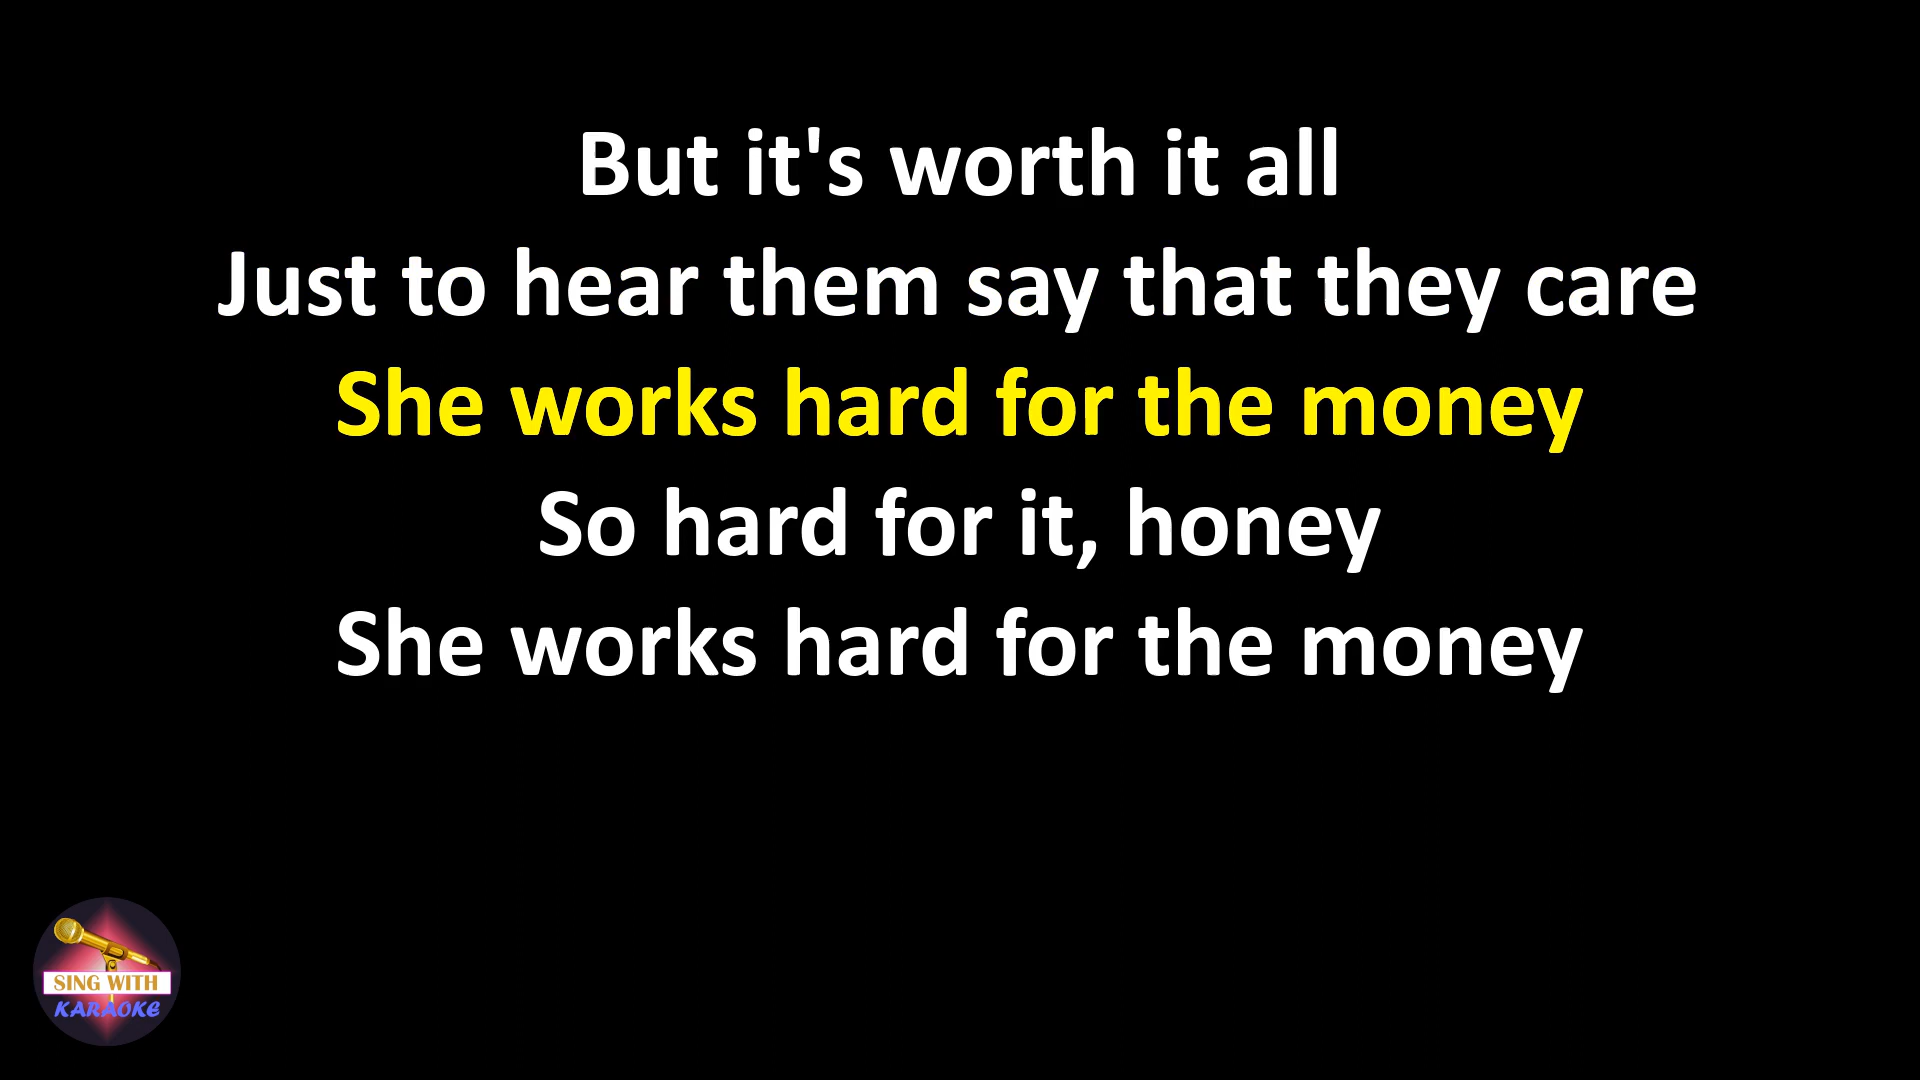 But it's worth it all
Just to hear them say that they care
She works hard for the money
So hard for it, honey
She works hard for the money
SING WITH
KARAOKE